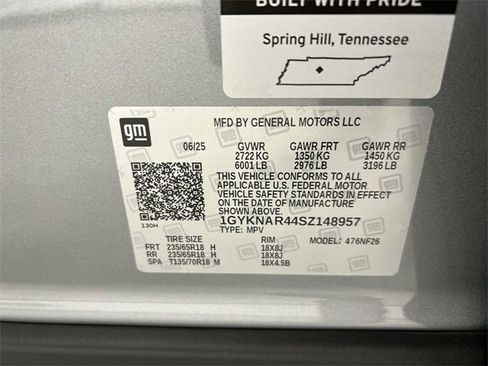 BUILT WITH PRIDE
Spring Hill, Tennessee
gm
MFD BY GENERAL MOTORS LLC
06/25 GVWR GAWR FRT GAWR RR
2722 KG 1350 KG 1450 KG
6001 LB 2976 LB 3196 LB
THIS VEHICLE CONFORMS TO ALL
APPLICABLE U.S. FEDERAL MOTOR
VEHICLE SAFETY STANDARDS IN EFFECT
ON THE DATE OF MANUFACTURE
1GYKNAR44SZ148957
TYPE: MPV MODEL: 476NF26
130H
TIRE SIZE RIM
FRT 235/65R18 H 18X8J
RR 235/65R18 H 18X8J
SPA T135/70R18 M 18X4.5B